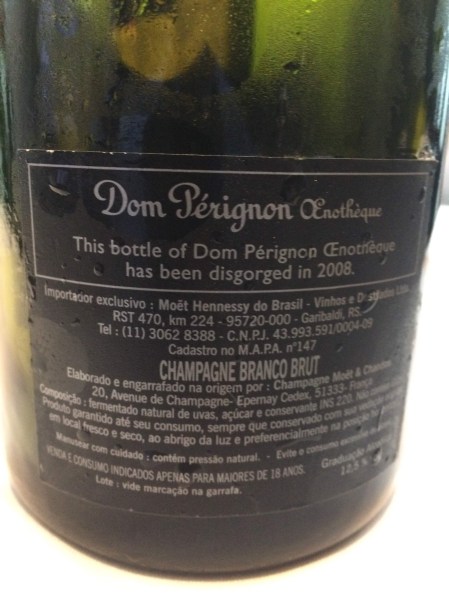 Dom Pérignon Œnothèque
This bottle of Dom Pérignon Œnothèque
has been disgorged in 2008.
Importador exclusivo : Moët Hennessy do Brasil - Vinhos e Destilados Ltda.
RST 470, km 224 - 95720-000 - Garibaldi, RS.
Tel : (11) 3062 8388 - C.N.P.J. 43.993.591/0004-09
Cadastro no M.A.P.A. n°147
CHAMPAGNE BRANCO BRUT
Elaborado e engarrafado na origem por : Champagne Moët & Chandon
20, Avenue de Champagne- Epernay Cedex, 51333- França
Composição : fermentado natural de uvas, açúcar e conservante INS 220.
Produto garantido até seu consumo, sempre que conservado com sua
em local fresco e seco, ao abrigo da luz e preferencialmente na posição
Manusear com cuidado : contém pressão natural. - Evite o consumo
Graduação
VENDA E CONSUMO INDICADOS APENAS PARA MAIORES DE 18 ANOS.
12,5 %
Lote : vide marcação na garrafa.